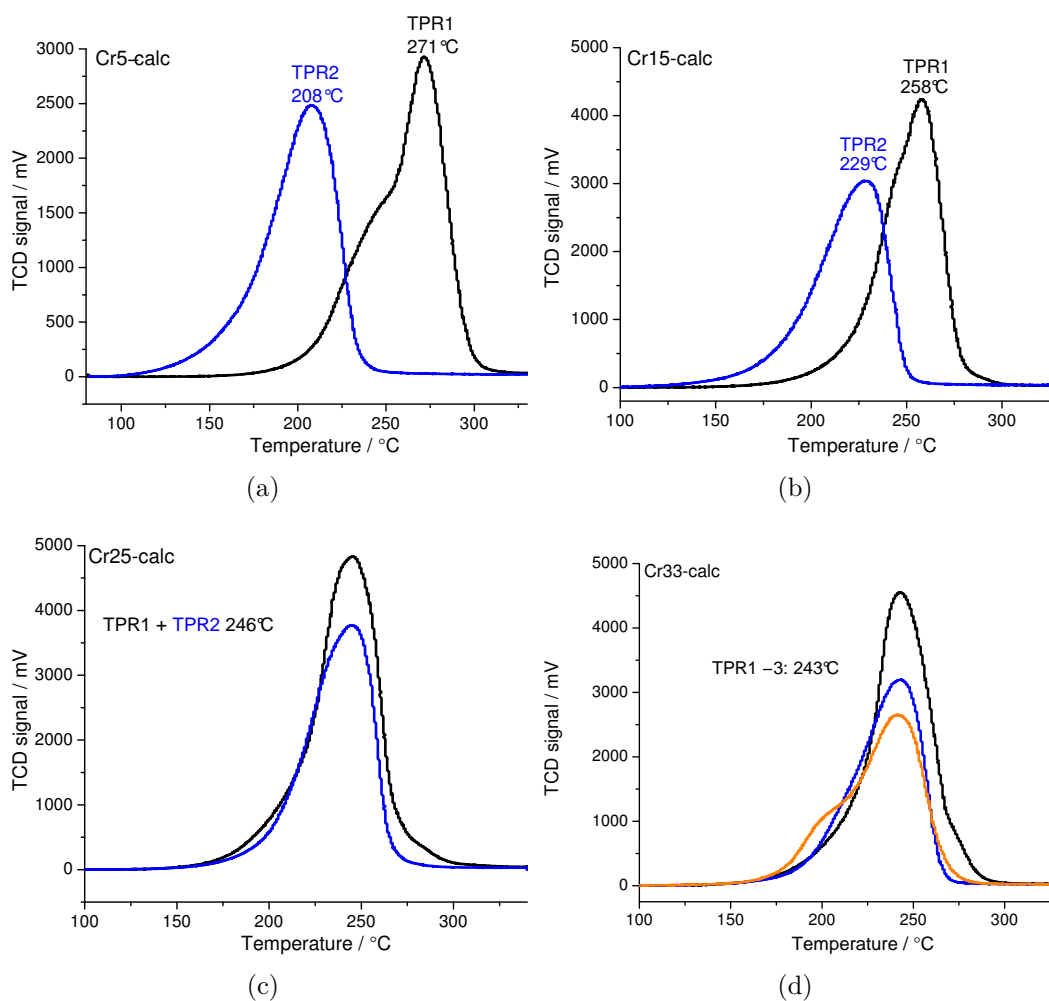 TPR1
271°C
Cr5-calc
TPR2
208°C
3000
2500
2000
1500
1000
500
0
TCD signal / mV
100 150 200 250 300
Temperature / °C
(a)
Cr15-calc
TPR1
258°C
TPR2
229°C
5000
4000
3000
2000
1000
0
TCD signal / mV
100 150 200 250 300
Temperature / °C
(b)
Cr25-calc
TPR1 + TPR2 246°C
5000
4000
3000
2000
1000
0
TCD signal / mV
100 150 200 250 300
Temperature / °C
(c)
Cr33-calc
TPR1 –3: 243°C
5000
4000
3000
2000
1000
0
TCD signal / mV
100 150 200 250 300
Temperature / °C
(d)